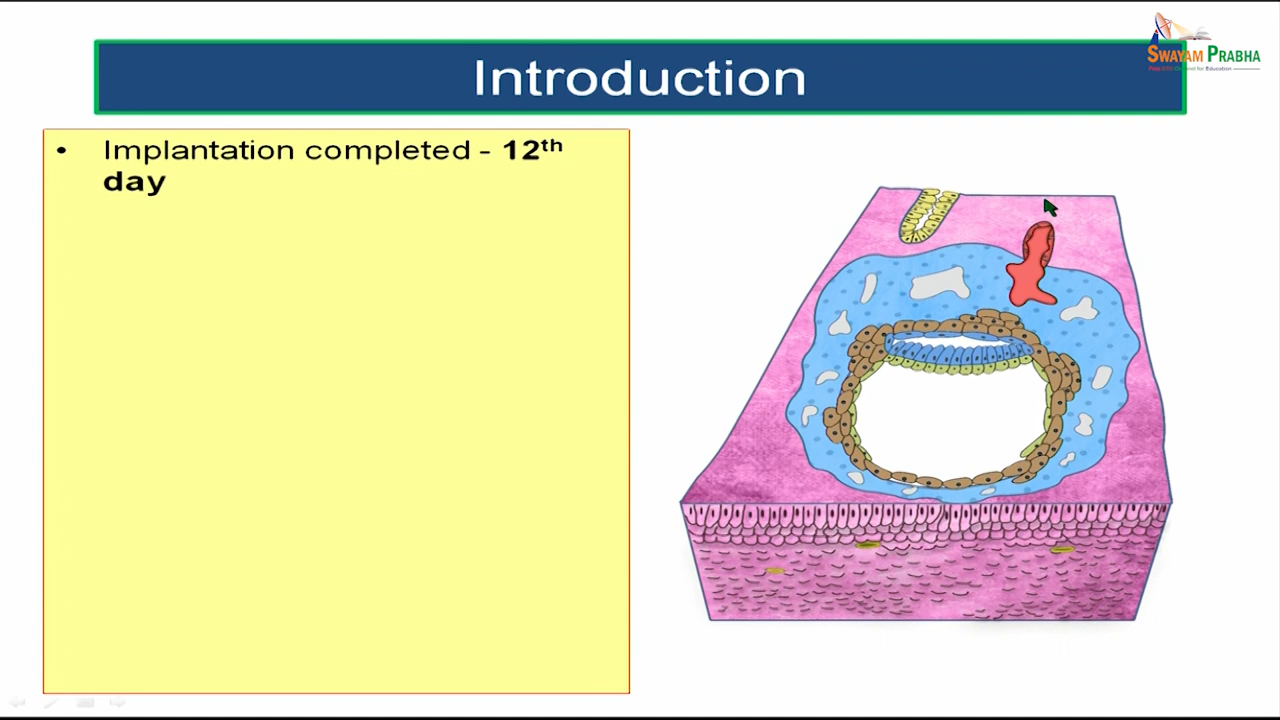 SWAYAM PRABHA
Introduction
• Implantation completed - 12th
day